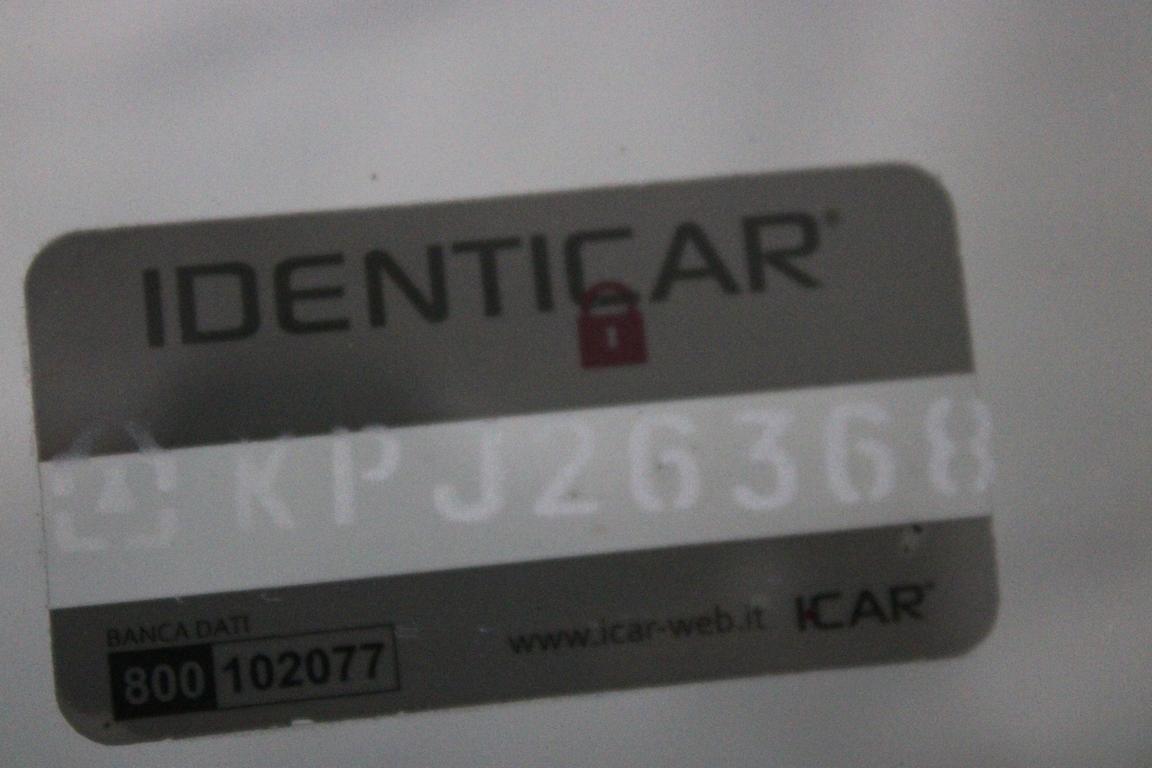 IDENTICAR
KPJ26368
BANCA DATI
800 102077
www.icar-web.it
ICAR